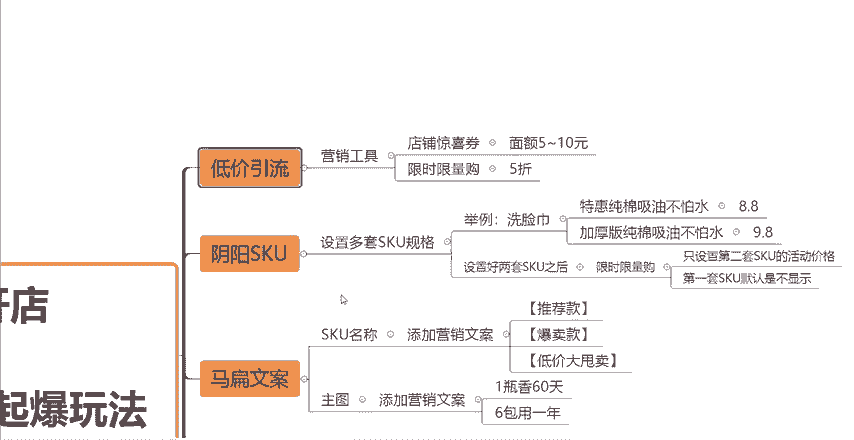 低价引流
营销工具
店铺惊喜券 面额5~10元
限时限量购 5折
阴阳SKU
设置多套SKU规格
举例：洗脸巾
特惠纯棉吸油不怕水 8.8
加厚版纯棉吸油不怕水 9.8
设置好两套SKU之后 限时限量购
只设置第二套SKU的活动价格
第一套SKU默认是不显示
马扁文案
SKU名称 添加营销文案
【推荐款】
【爆卖款】
【低价大甩卖】
主图 添加营销文案
1瓶香60天
6包用一年
开店
起爆玩法